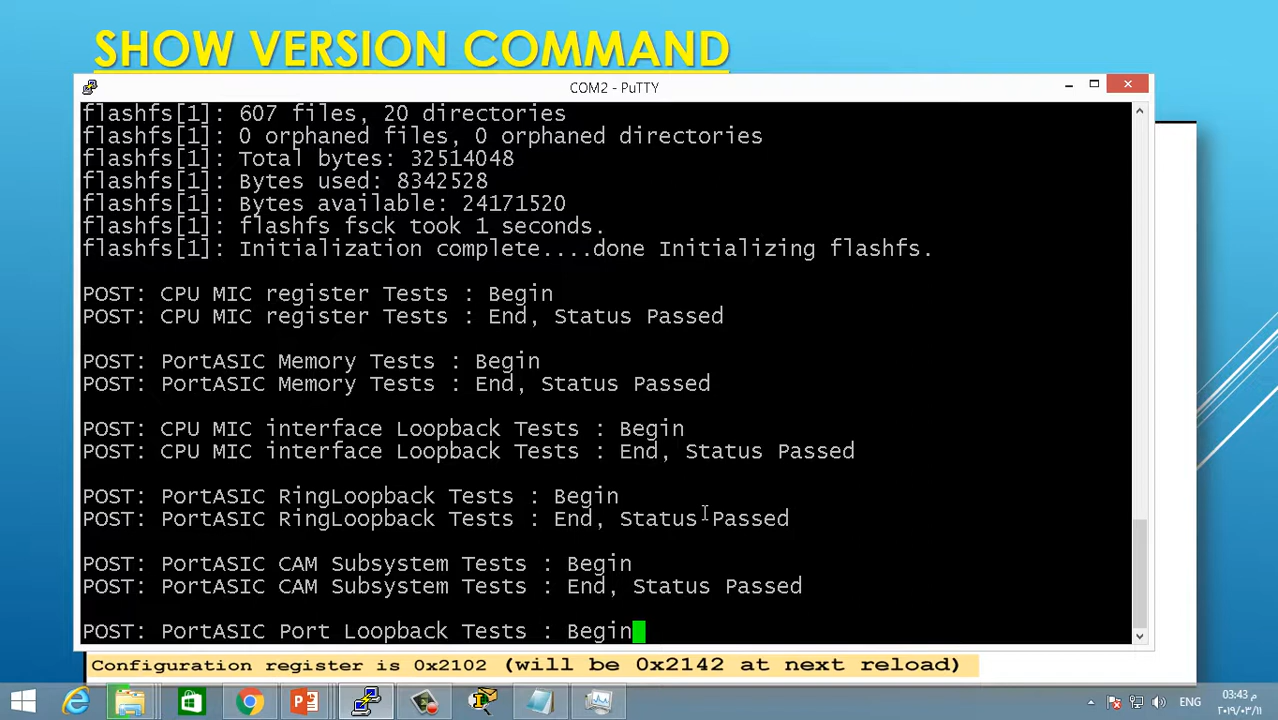 SHOW VERSION COMMAND
COM2 - PuTTY
flashfs[1]: 607 files, 20 directories
flashfs[1]: 0 orphaned files, 0 orphaned directories
flashfs[1]: Total bytes: 32514048
flashfs[1]: Bytes used: 8342528
flashfs[1]: Bytes available: 24171520
flashfs[1]: flashfs fsck took 1 seconds.
flashfs[1]: Initialization complete....done Initializing flashfs.
POST: CPU MIC register Tests : Begin
POST: CPU MIC register Tests : End, Status Passed
POST: PortASIC Memory Tests : Begin
POST: PortASIC Memory Tests : End, Status Passed
POST: CPU MIC interface Loopback Tests : Begin
POST: CPU MIC interface Loopback Tests : End, Status Passed
POST: PortASIC RingLoopback Tests : Begin
POST: PortASIC RingLoopback Tests : End, Status Passed
POST: PortASIC CAM Subsystem Tests : Begin
POST: PortASIC CAM Subsystem Tests : End, Status Passed
POST: PortASIC Port Loopback Tests : Begin
Configuration register is 0x2102 (will be 0x2142 at next reload)
ENG
03:43 م
٢٠١٩/٠٣/١١